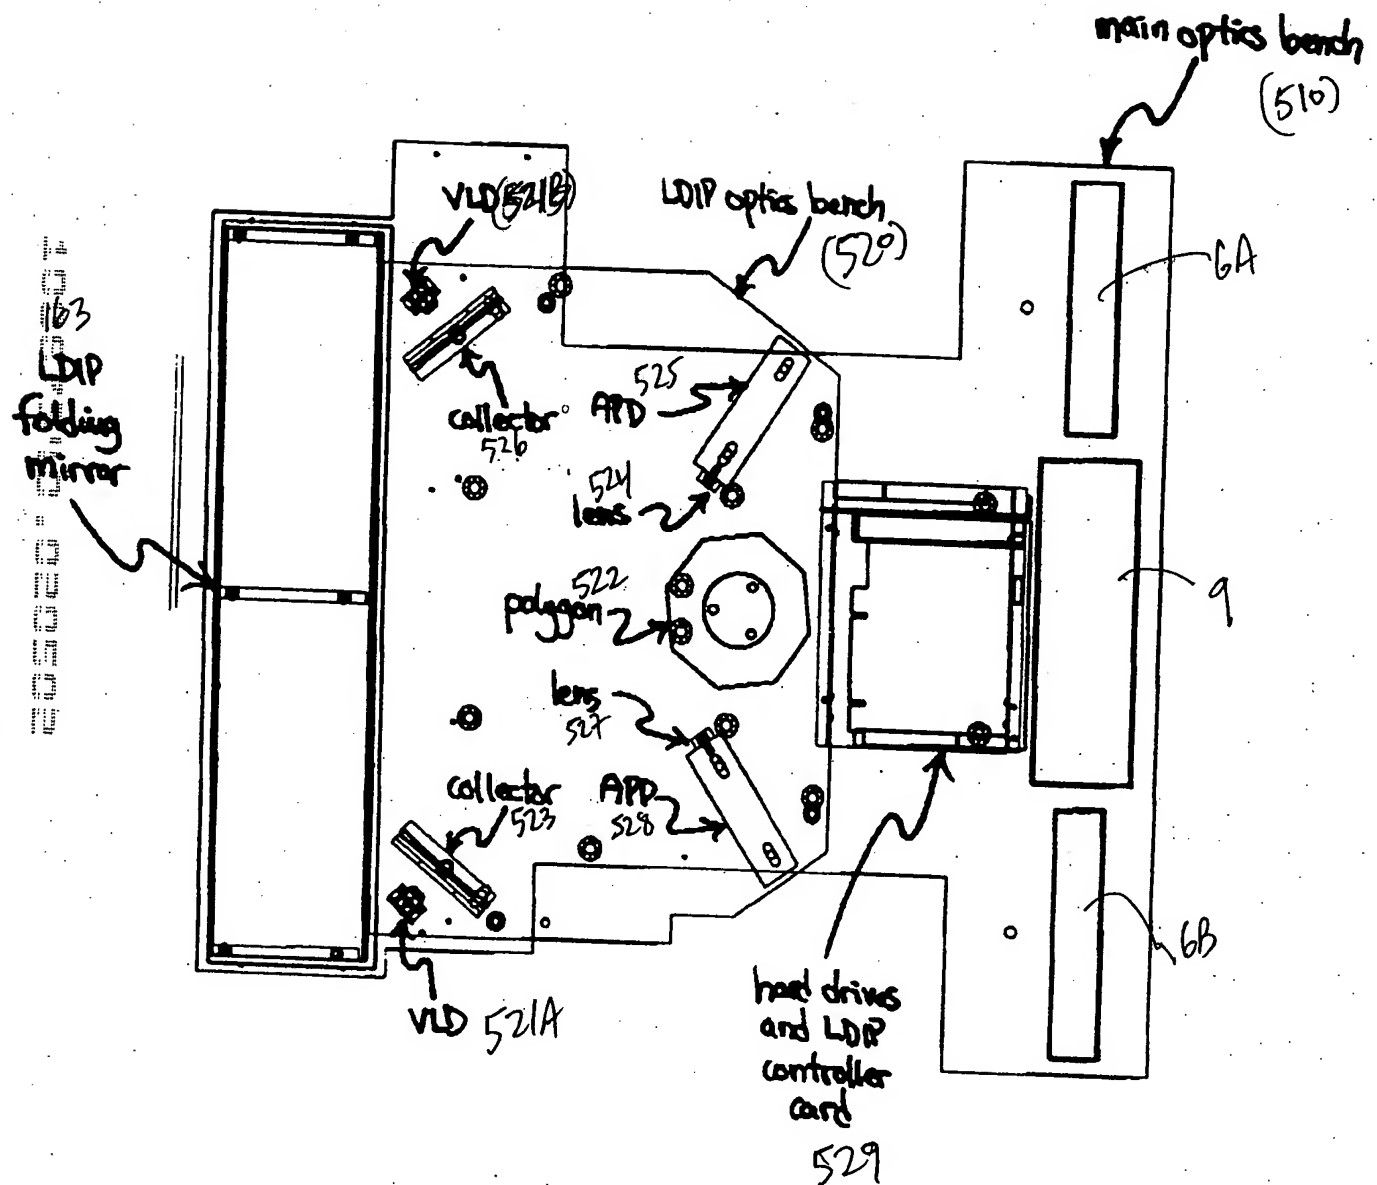 main optics bench
(510)
VLD (521B)
LDIP optics bench
(520)
6A
163
LDIP
folding
mirror
525
APD
collector
526
524
lens
522
polygon
9
lens
527
collector
523
APD
528
6B
VLD 521A
hard drives
and LDIP
controller
card
529